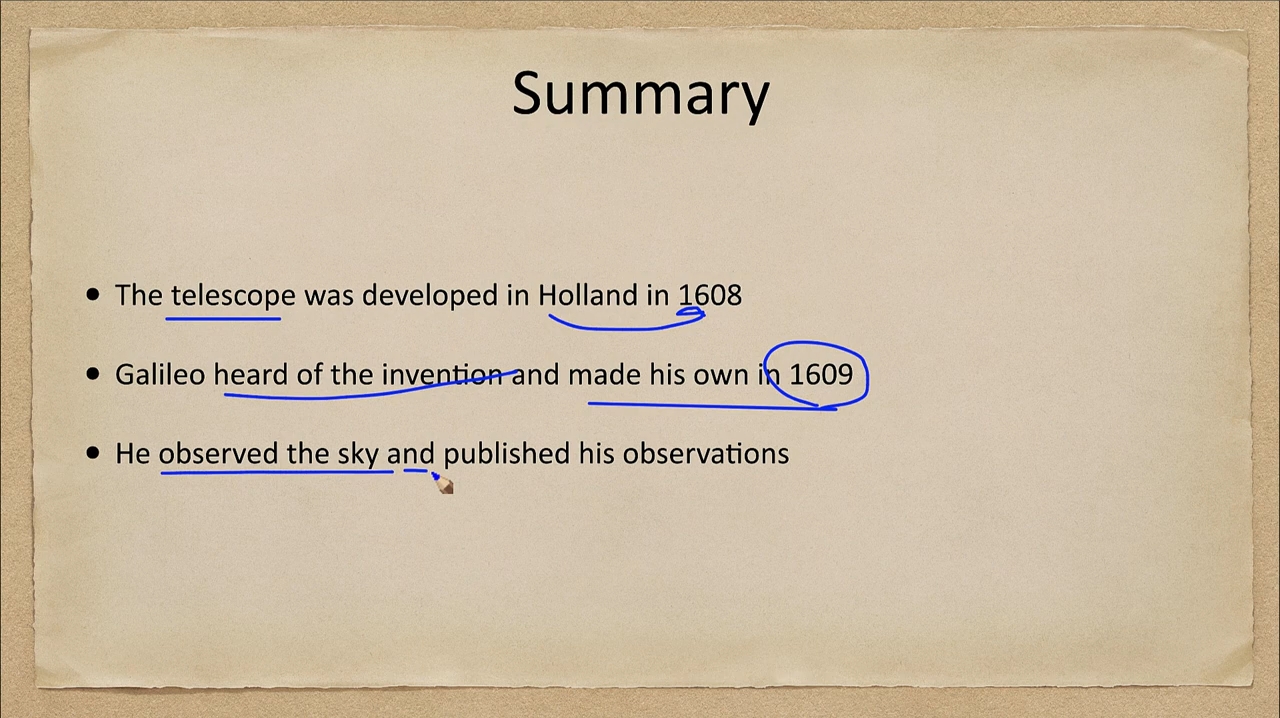 Summary
• The telescope was developed in Holland in 1608
• Galileo heard of the invention and made his own in 1609
• He observed the sky and published his observations